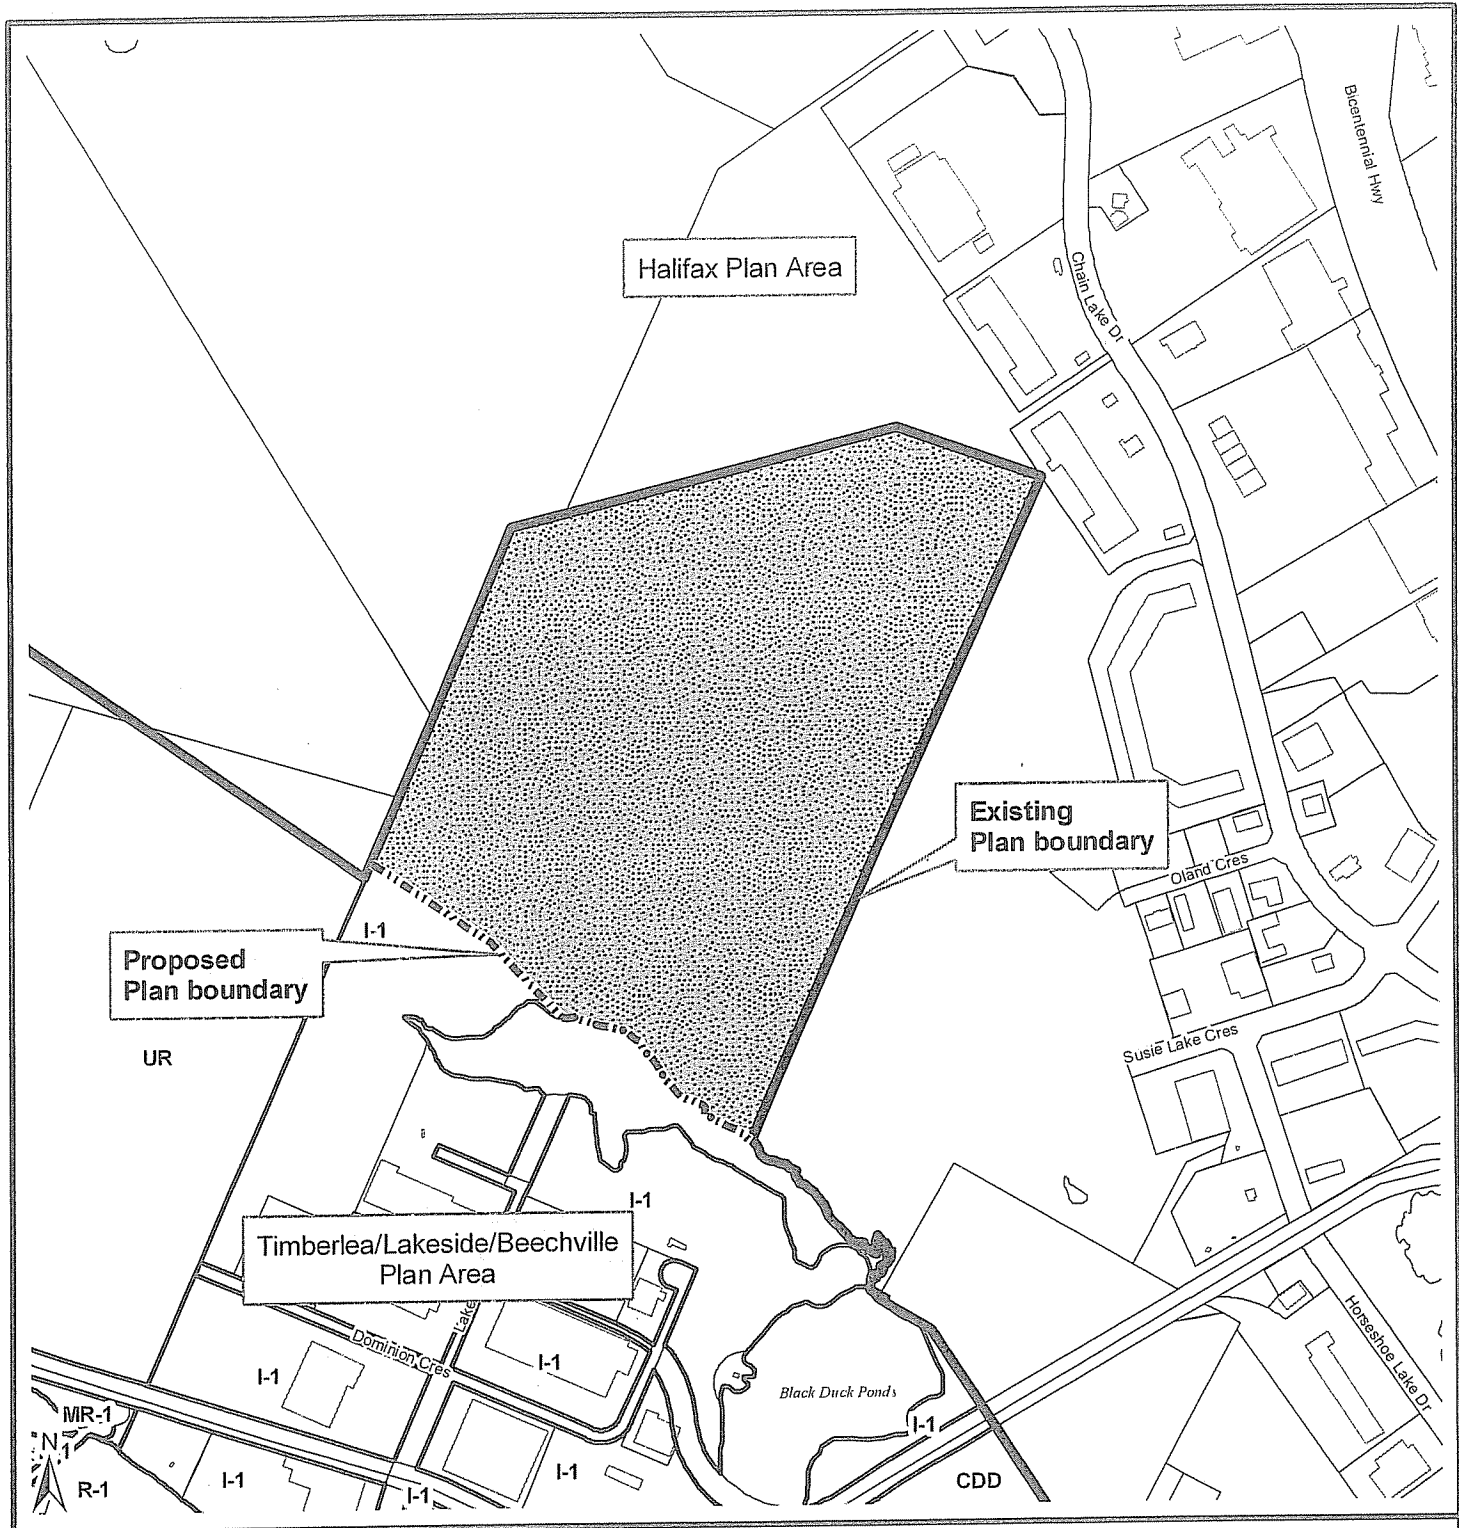 Bicentennial Hwy
Halifax Plan Area
Chain Lake Dr
Existing
Plan boundary
Oland Cres
I-1
Proposed
Plan boundary
Susie Lake Cres
UR
I-1
Timberlea/Lakeside/Beechville
Plan Area
Lake
Dominion Cres
Horseshoe Lake Dr
I-1
I-1
Black Duck Ponds
MR-1
I-1
N
R-1
I-1
I-1
I-1
CDD